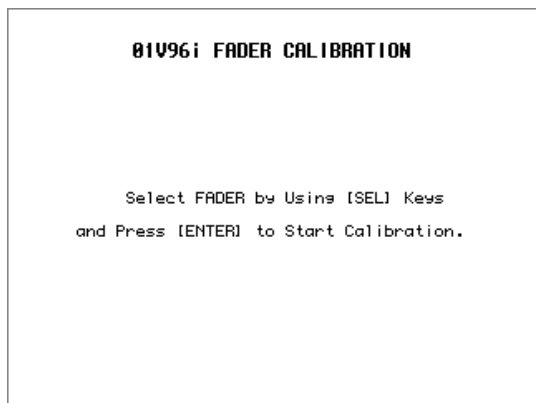 01V96i FADER CALIBRATION
Select FADER by Using [SEL] Keys
and Press [ENTER] to Start Calibration.